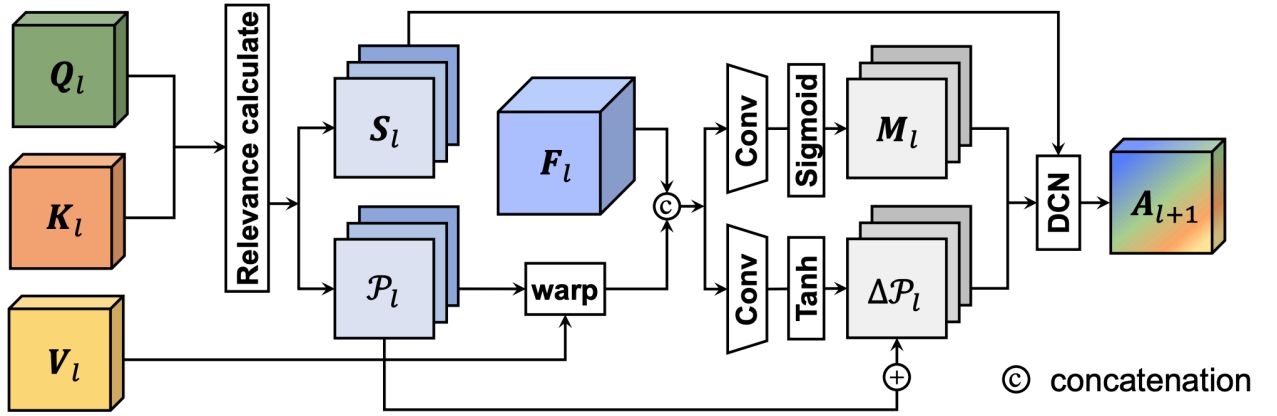 Q_l
K_l
V_l
Relevance calculate
S_l
𝒫_l
F_l
warp
c
Conv
Sigmoid
M_l
Conv
Tanh
Δ𝒫_l
+
DCN
A_{l+1}
c concatenation